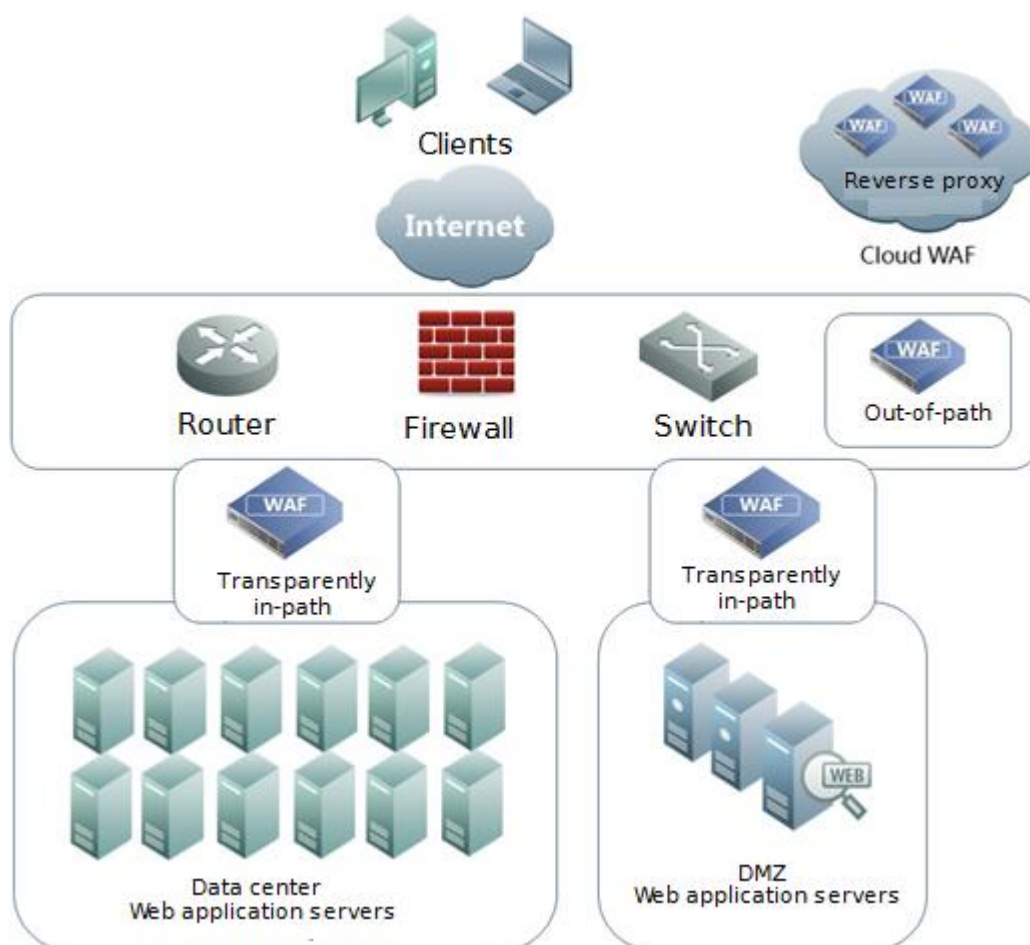 Clients
WAF
WAF
WAF
Reverse proxy
Cloud WAF
Internet
Router
Firewall
Switch
WAF
Out-of-path
WAF
Transparently
in-path
WAF
Transparently
in-path
Data center
Web application servers
WEB
DMZ
Web application servers